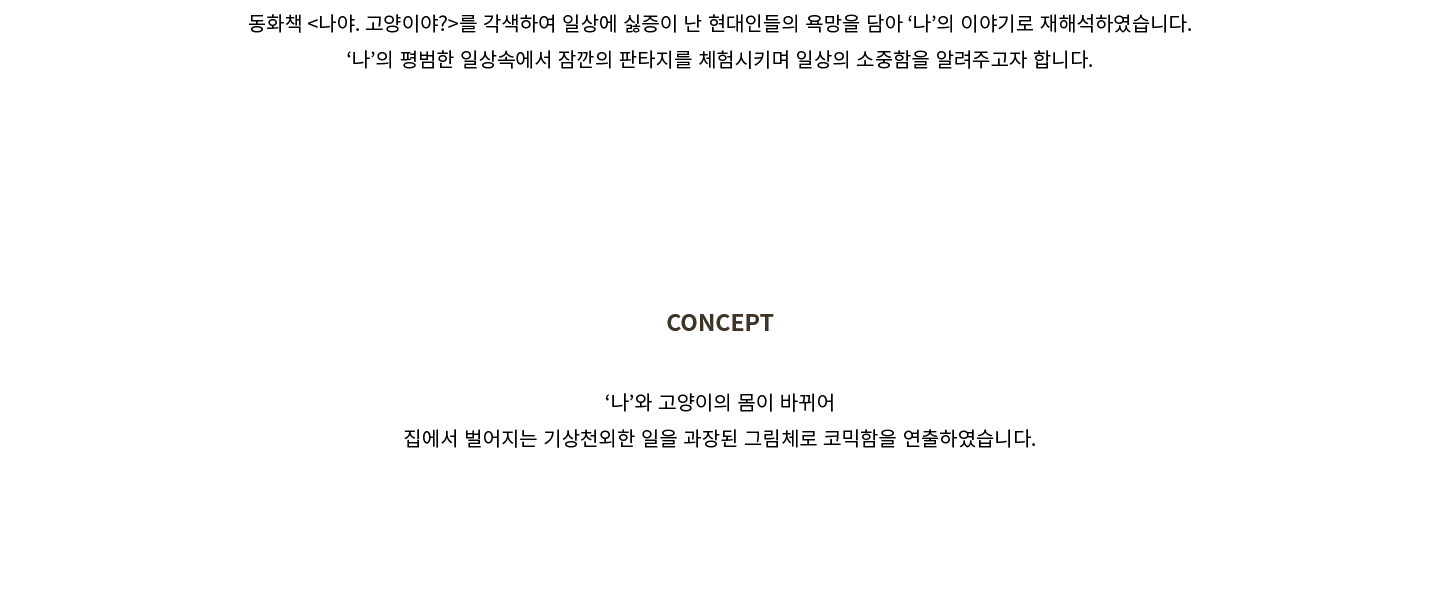 동화책 <나야. 고양이야?>를 각색하여 일상에 싫증이 난 현대인들의 욕망을 담아 ‘나’의 이야기로 재해석하였습니다.
‘나’의 평범한 일상속에서 잠깐의 판타지를 체험시키며 일상의 소중함을 알려주고자 합니다.
CONCEPT
‘나’와 고양이의 몸이 바뀌어
집에서 벌어지는 기상천외한 일을 과장된 그림체로 코믹함을 연출하였습니다.